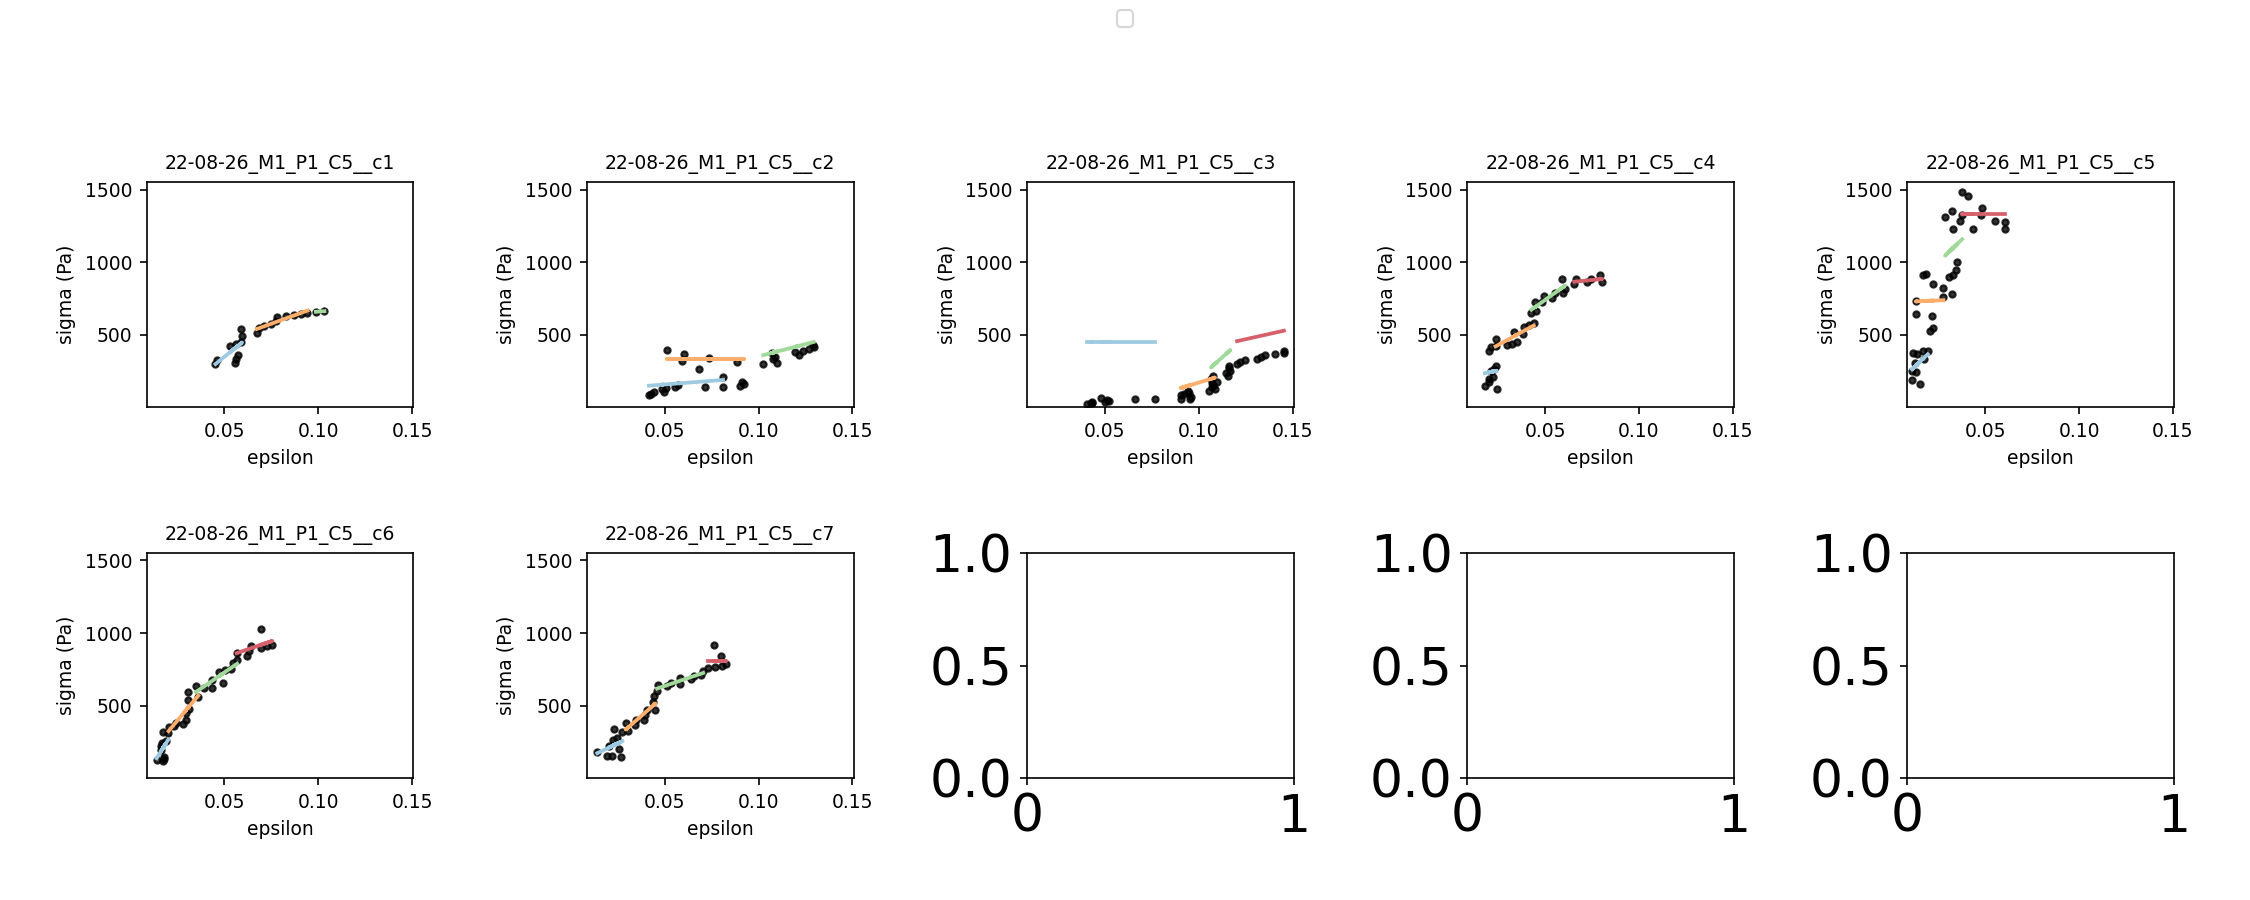 22-08-26_M1_P1_C5__c1
22-08-26_M1_P1_C5__c2
22-08-26_M1_P1_C5__c3
22-08-26_M1_P1_C5__c4
22-08-26_M1_P1_C5__c5
1500
1000
500
sigma (Pa)
0.05 0.10 0.15
epsilon
1500
1000
500
sigma (Pa)
0.05 0.10 0.15
epsilon
1500
1000
500
sigma (Pa)
0.05 0.10 0.15
epsilon
1500
1000
500
sigma (Pa)
0.05 0.10 0.15
epsilon
1500
1000
500
sigma (Pa)
0.05 0.10 0.15
epsilon
22-08-26_M1_P1_C5__c6
22-08-26_M1_P1_C5__c7
1500
1000
500
sigma (Pa)
0.05 0.10 0.15
epsilon
1500
1000
500
sigma (Pa)
0.05 0.10 0.15
epsilon
1.0
0.5
0.0
0 1
1.0
0.5
0.0
0 1
1.0
0.5
0.0
0 1